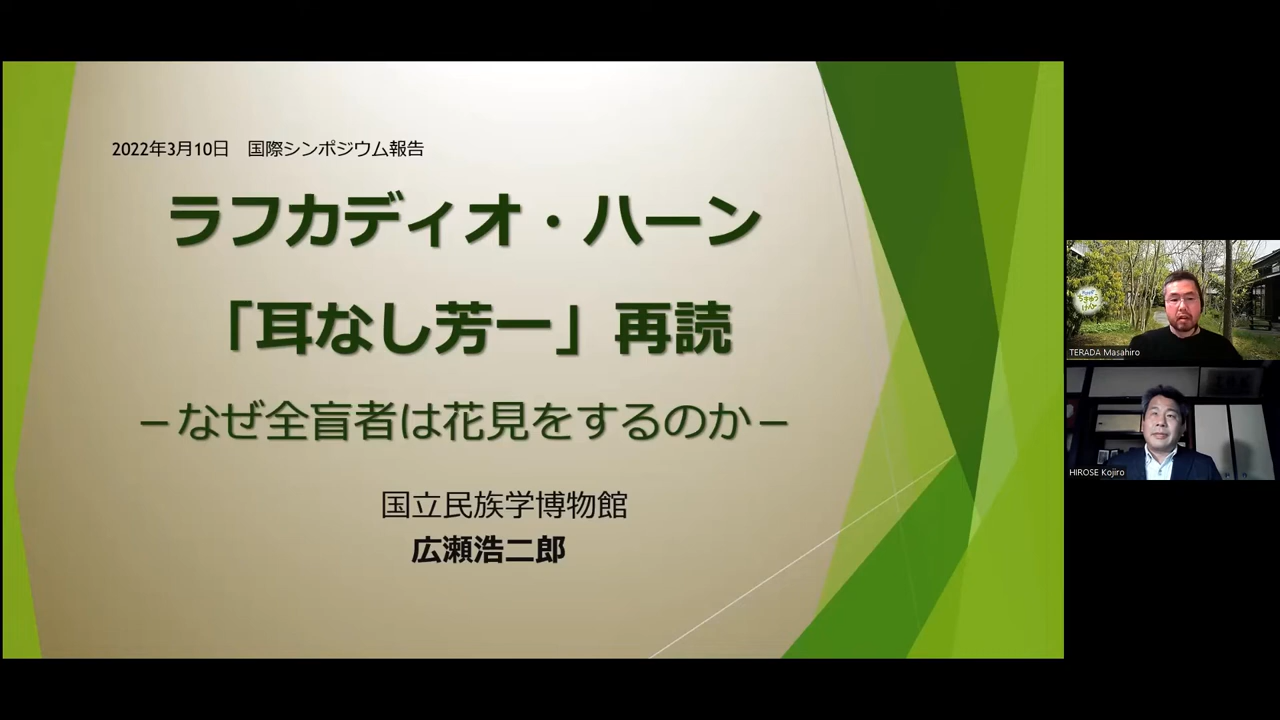 2022年3月10日　国際シンポジウム報告
ラフカディオ・ハーン
「耳なし芳一」再読
－なぜ全盲者は花見をするのか－
国立民族学博物館
広瀬浩二郎
TERADA Masahiro
HIROSE Kojiro